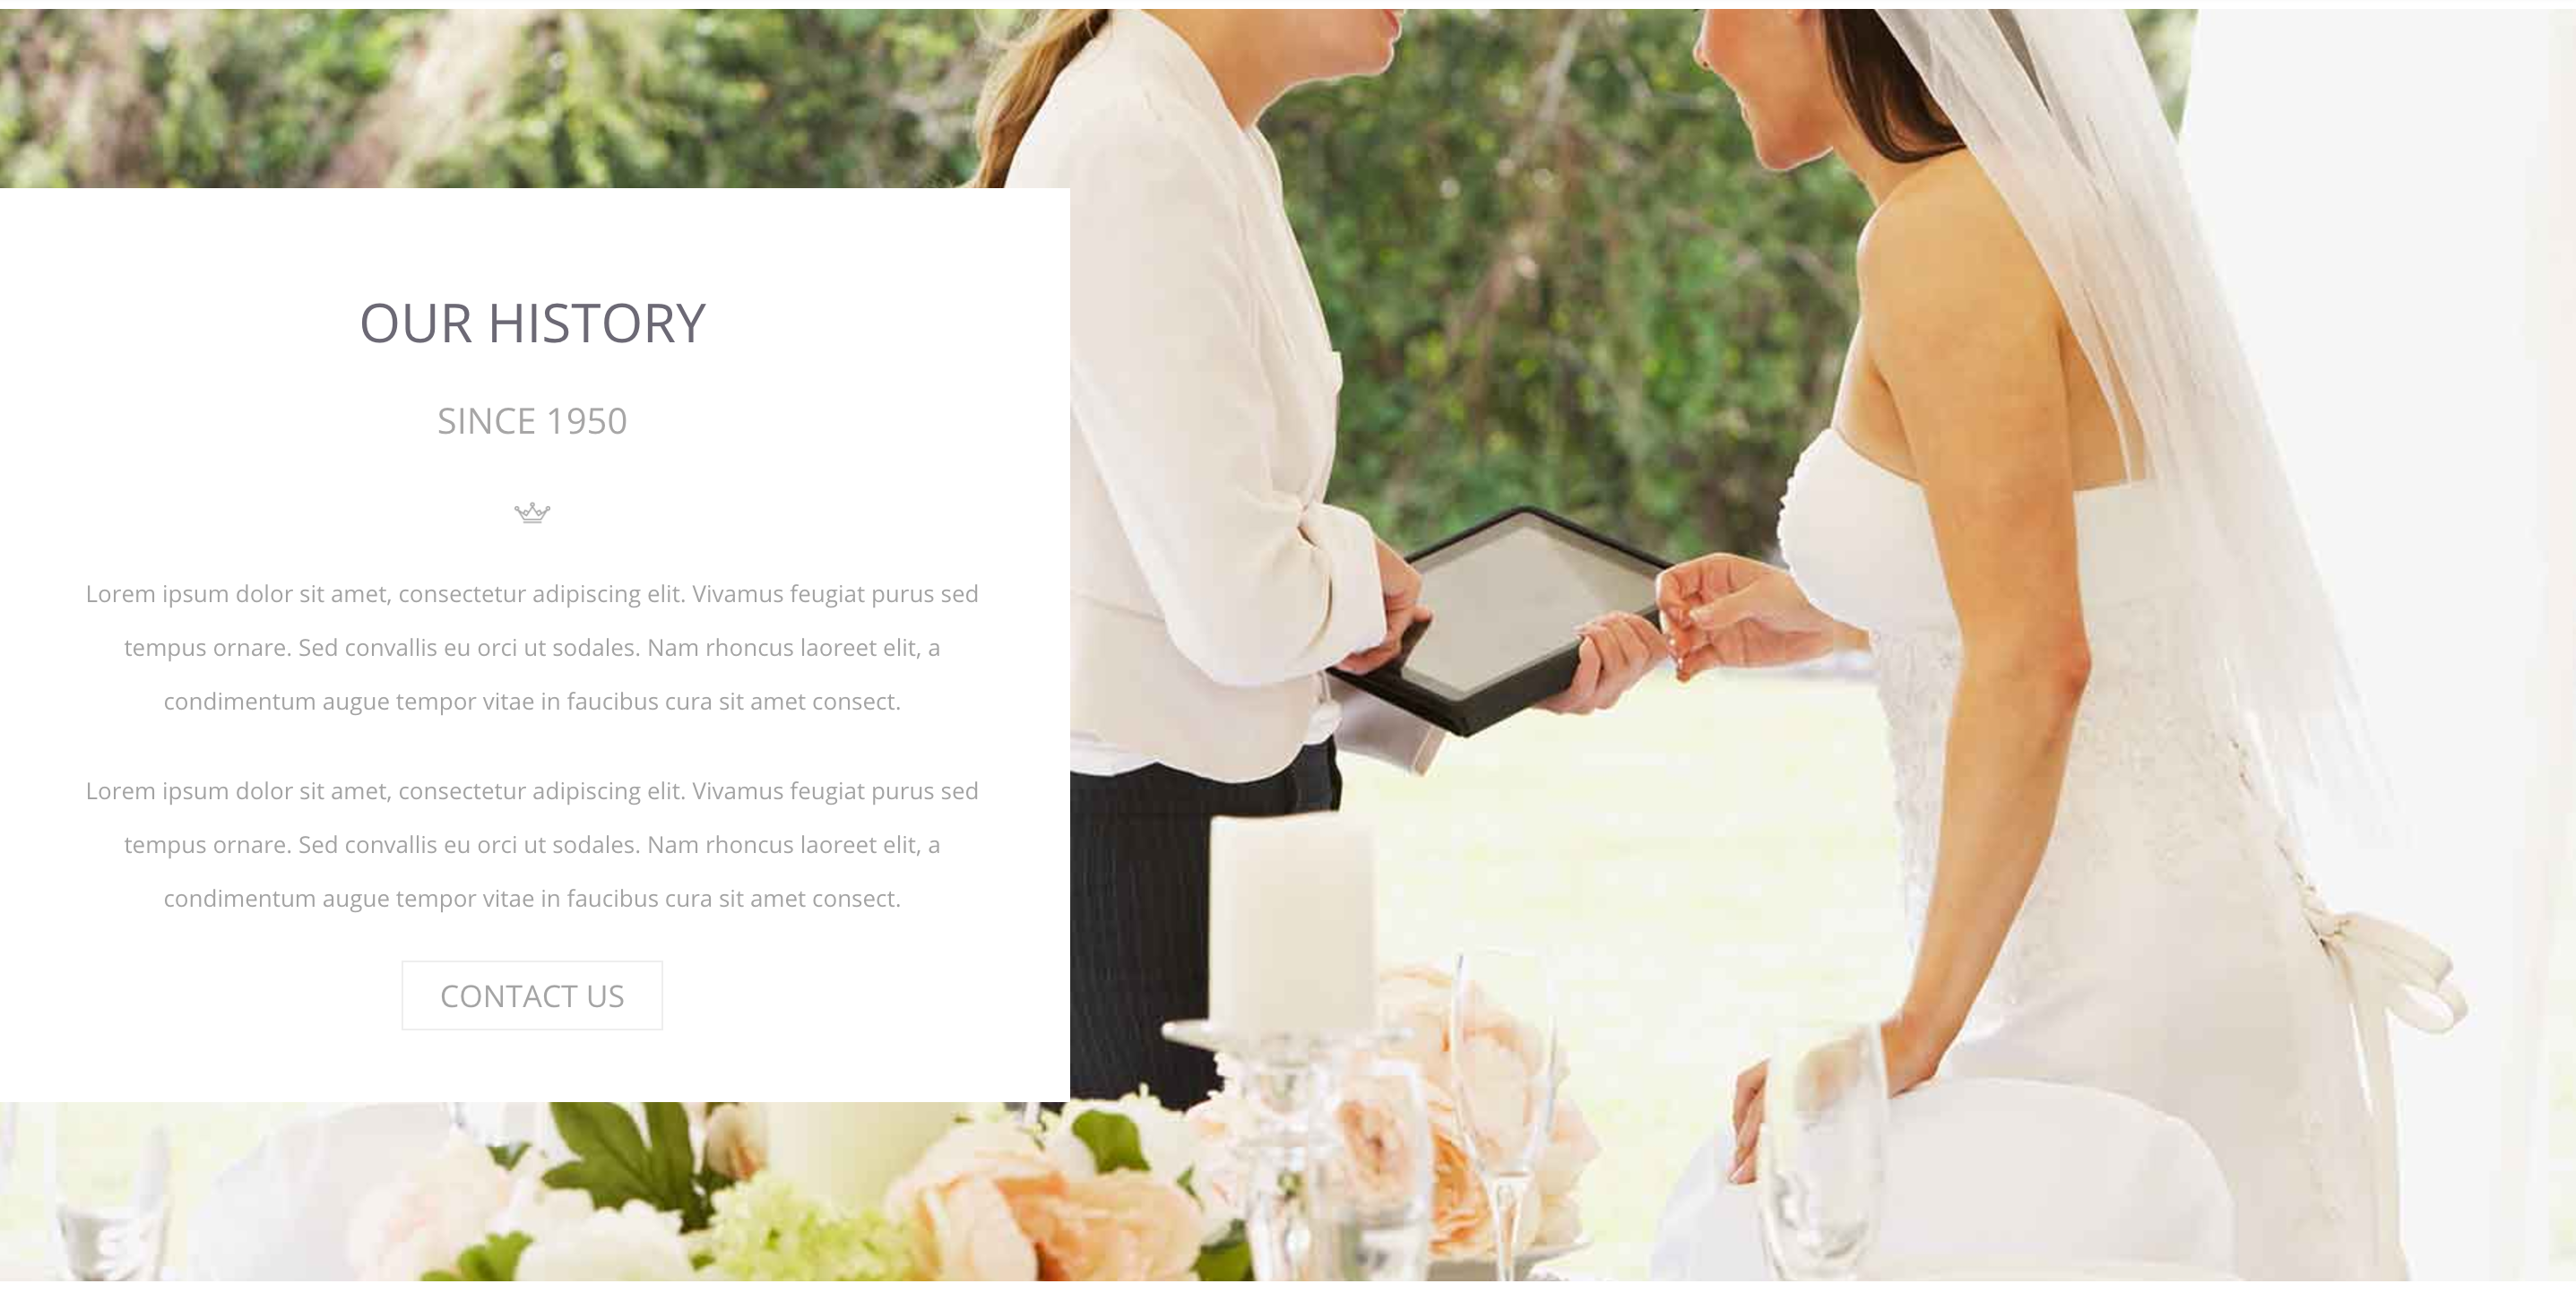 OUR HISTORY
SINCE 1950
Lorem ipsum dolor sit amet, consectetur adipiscing elit. Vivamus feugiat purus sed
tempus ornare. Sed convallis eu orci ut sodales. Nam rhoncus laoreet elit, a
condimentum augue tempor vitae in faucibus cura sit amet consect.
Lorem ipsum dolor sit amet, consectetur adipiscing elit. Vivamus feugiat purus sed
tempus ornare. Sed convallis eu orci ut sodales. Nam rhoncus laoreet elit, a
condimentum augue tempor vitae in faucibus cura sit amet consect.
CONTACT US